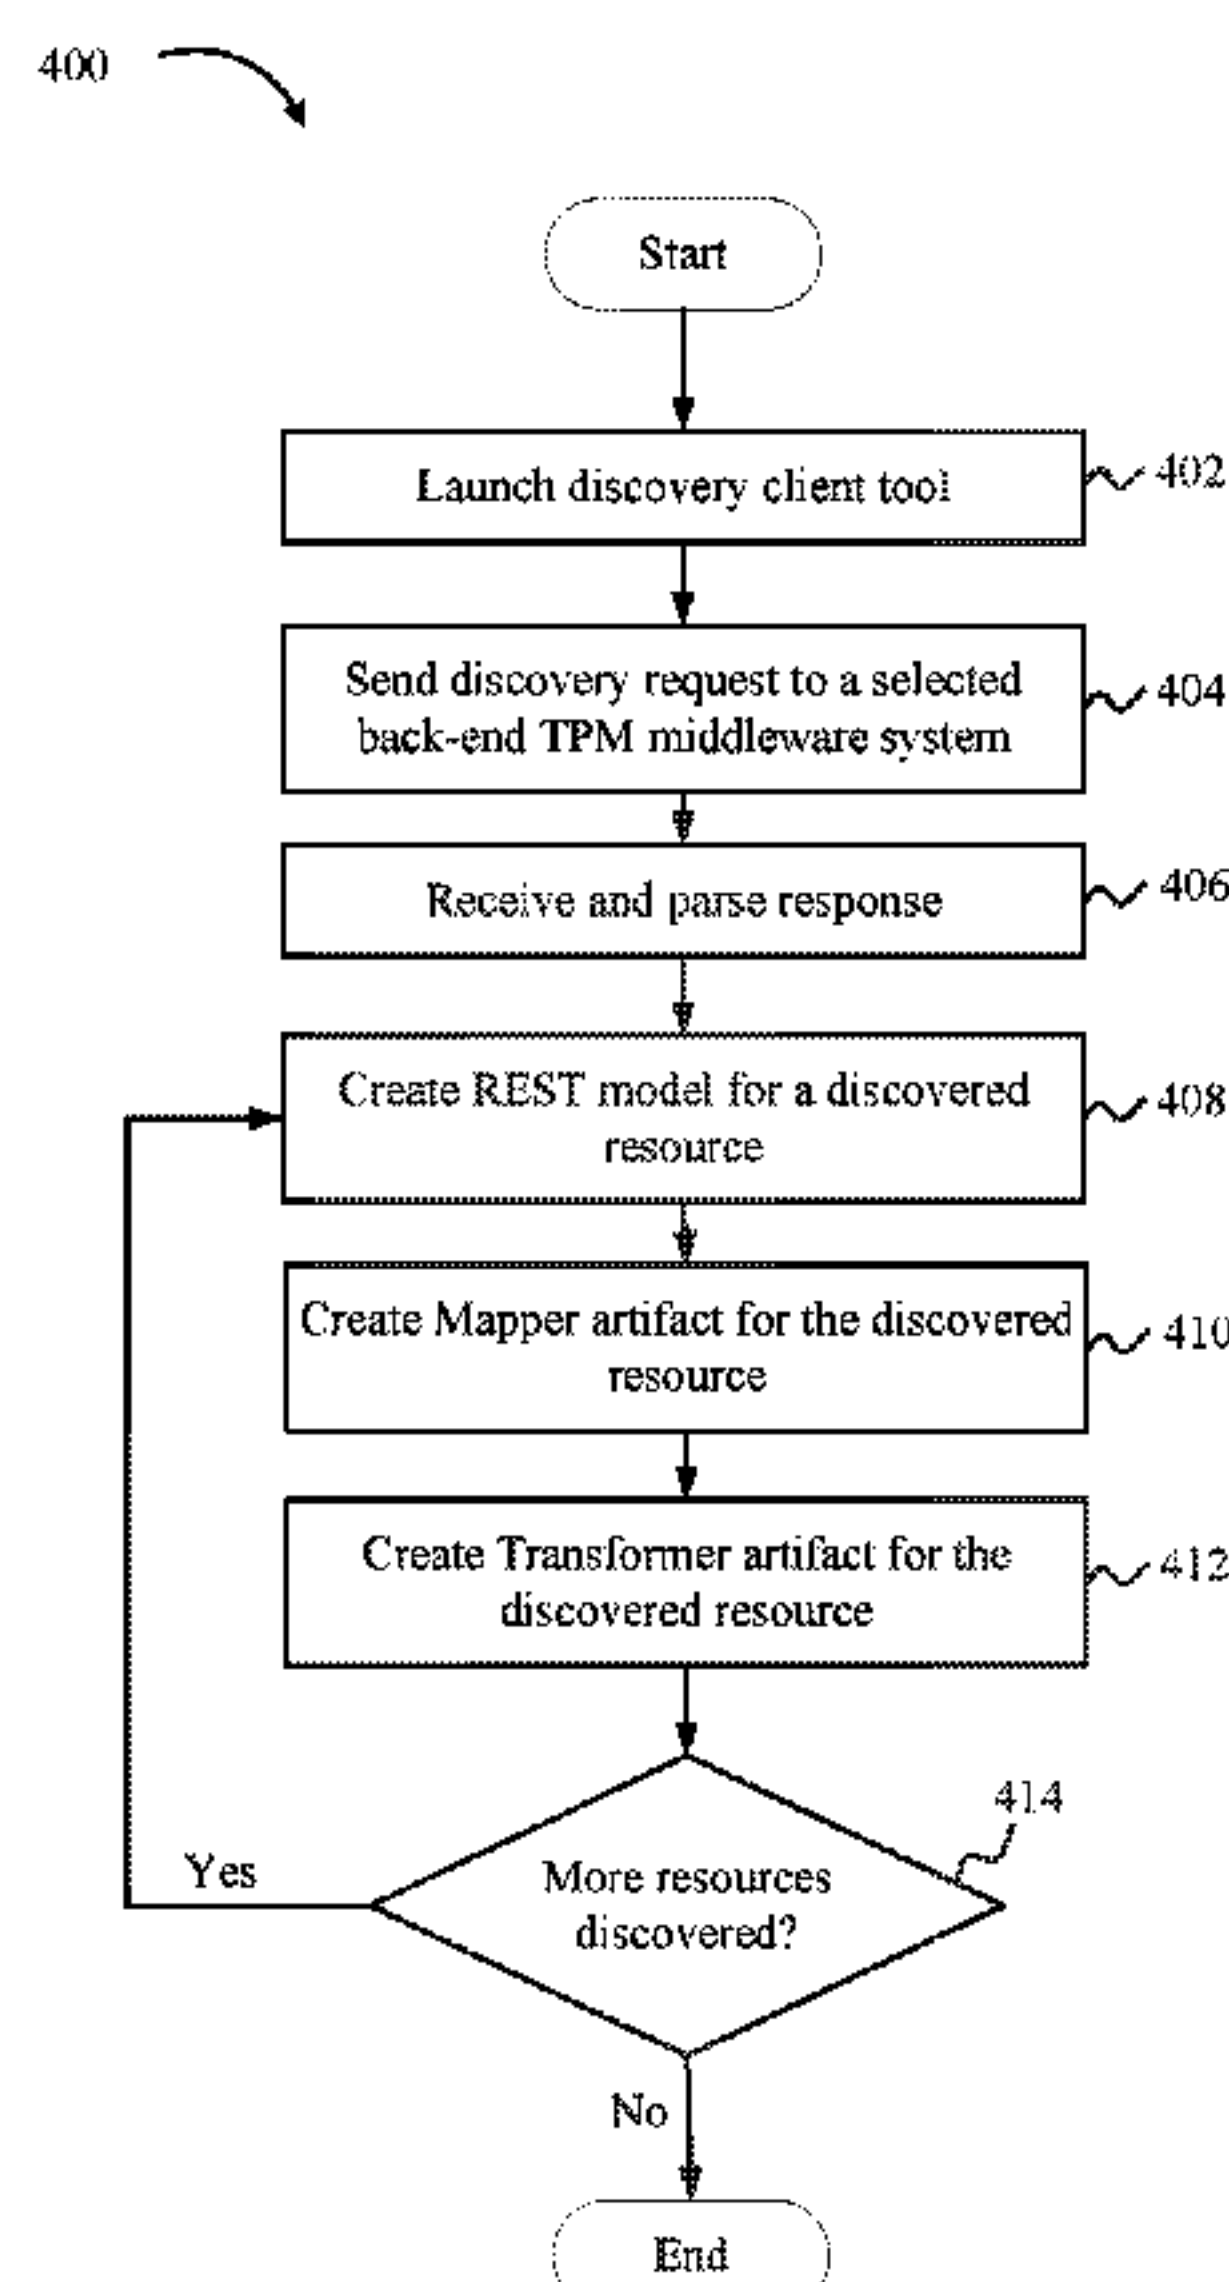 400
Start
Launch discovery client tool
402
Send discovery request to a selected
back-end TPM middleware system
404
Receive and parse response
406
Create REST model for a discovered
resource
408
Create Mapper artifact for the discovered
resource
410
Create Transformer artifact for the
discovered resource
412
414
More resources
discovered?
Yes
No
End